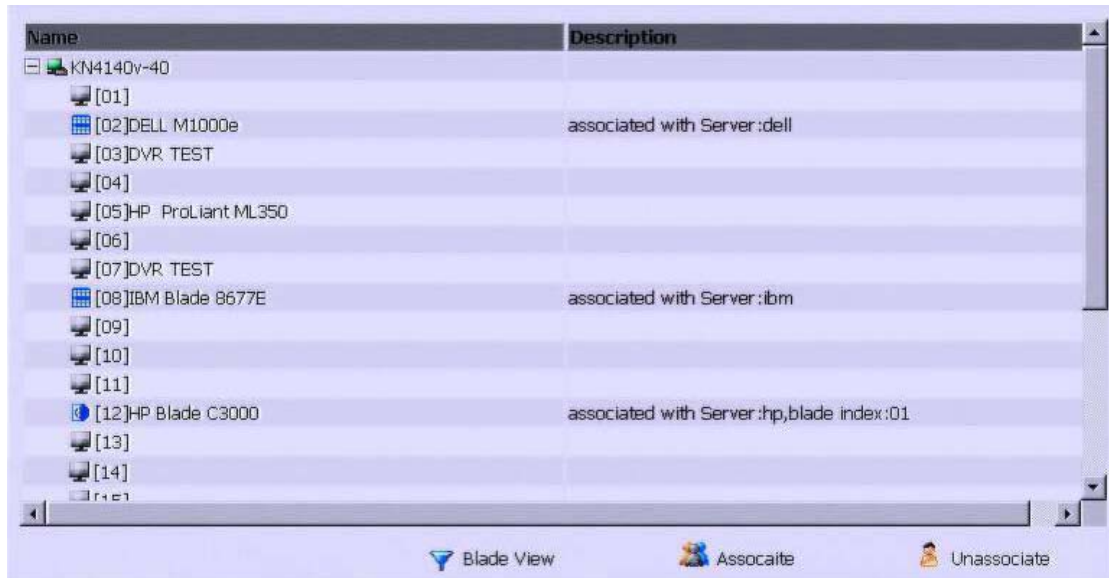 Name Description
KN4140v-40
[01]
[02]DELL M1000e associated with Server:dell
[03]DVR TEST
[04]
[05]HP ProLiant ML350
[06]
[07]DVR TEST
[08]IBM Blade 8677E associated with Server:ibm
[09]
[10]
[11]
[12]HP Blade C3000 associated with Server:hp,blade index:01
[13]
[14]
Blade View Assocaite Unassociate